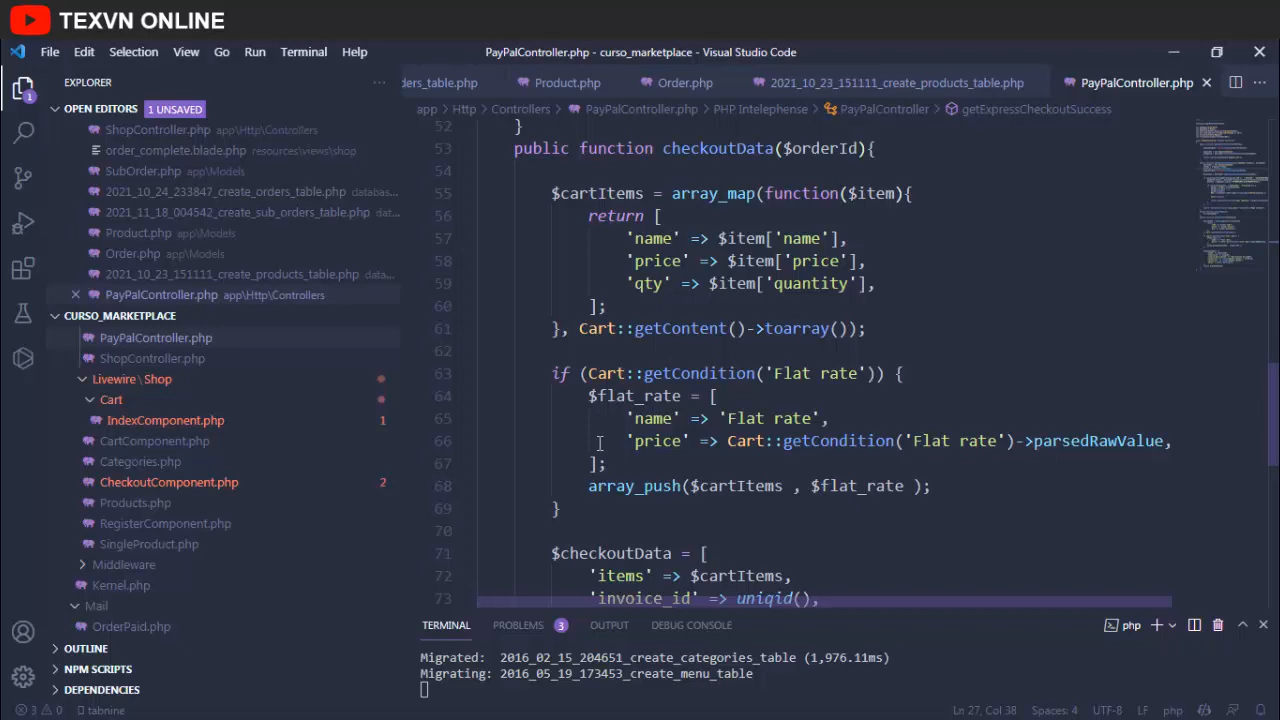 TEXVN ONLINE
File Edit Selection View Go Run Terminal Help
PayPalController.php - curso_marketplace - Visual Studio Code
EXPLORER
ders_table.php Product.php Order.php 2021_10_23_151111_create_products_table.php PayPalController.php
app > Http > Controllers > PayPalController.php > PHP Intelephense > PayPalController > getExpressCheckoutSuccess
OPEN EDITORS 1 UNSAVED
ShopController.php app\Http\Controllers
order_complete.blade.php resources\views\shop
SubOrder.php app\Models
2021_10_24_233847_create_orders_table.php databas...
2021_11_18_004542_create_sub_orders_table.php dat...
Product.php app\Models
Order.php app\Models
2021_10_23_151111_create_products_table.php data...
PayPalController.php app\Http\Controllers
CURSO_MARKETPLACE
PayPalController.php
ShopController.php
Livewire \ Shop
Cart
IndexComponent.php 1
CartComponent.php
Categories.php
CheckoutComponent.php 2
Products.php
RegisterComponent.php
SingleProduct.php
Middleware
Kernel.php
Mail
OrderPaid.php
OUTLINE
NPM SCRIPTS
DEPENDENCIES
1
52 }
53 public function checkoutData($orderId){
54
55 $cartItems = array_map(function($item){
56 return [
57 'name' => $item['name'],
58 'price' => $item['price'],
59 'qty' => $item['quantity'],
60 ];
61 }, Cart::getContent()->toarray());
62
63 if (Cart::getCondition('Flat rate')) {
64 $flat_rate = [
65 'name' => 'Flat rate',
66 'price' => Cart::getCondition('Flat rate')->parsedRawValue,
67 ];
68 array_push($cartItems , $flat_rate );
69 }
70
71 $checkoutData = [
72 'items' => $cartItems,
73 'invoice_id' => uniqid(),
TERMINAL PROBLEMS 3 OUTPUT DEBUG CONSOLE php
Migrated: 2016_02_15_204651_create_categories_table (1,976.11ms)
Migrating: 2016_05_19_173453_create_menu_table
3 0 tabnine Ln 27, Col 38 Spaces: 4 UTF-8 LF php